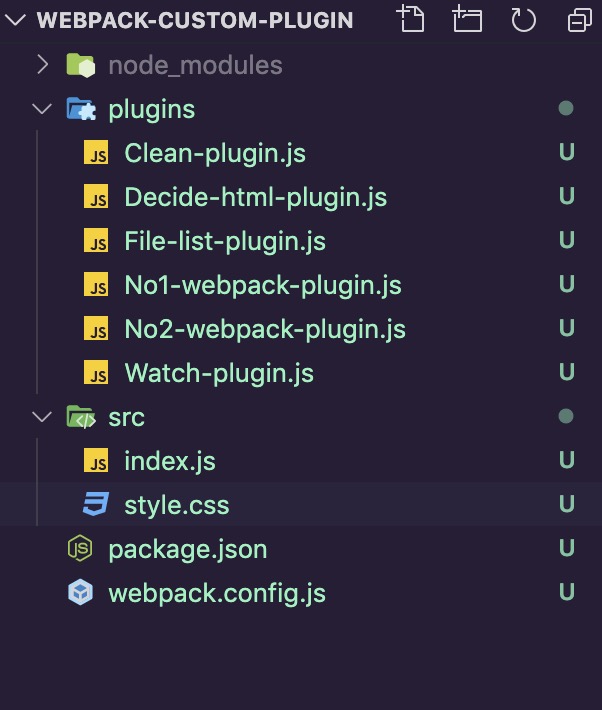 WEBPACK-CUSTOM-PLUGIN
node_modules
plugins
JS Clean-plugin.js U
JS Decide-html-plugin.js U
JS File-list-plugin.js U
JS No1-webpack-plugin.js U
JS No2-webpack-plugin.js U
JS Watch-plugin.js U
src
JS index.js U
style.css U
JS package.json U
webpack.config.js U